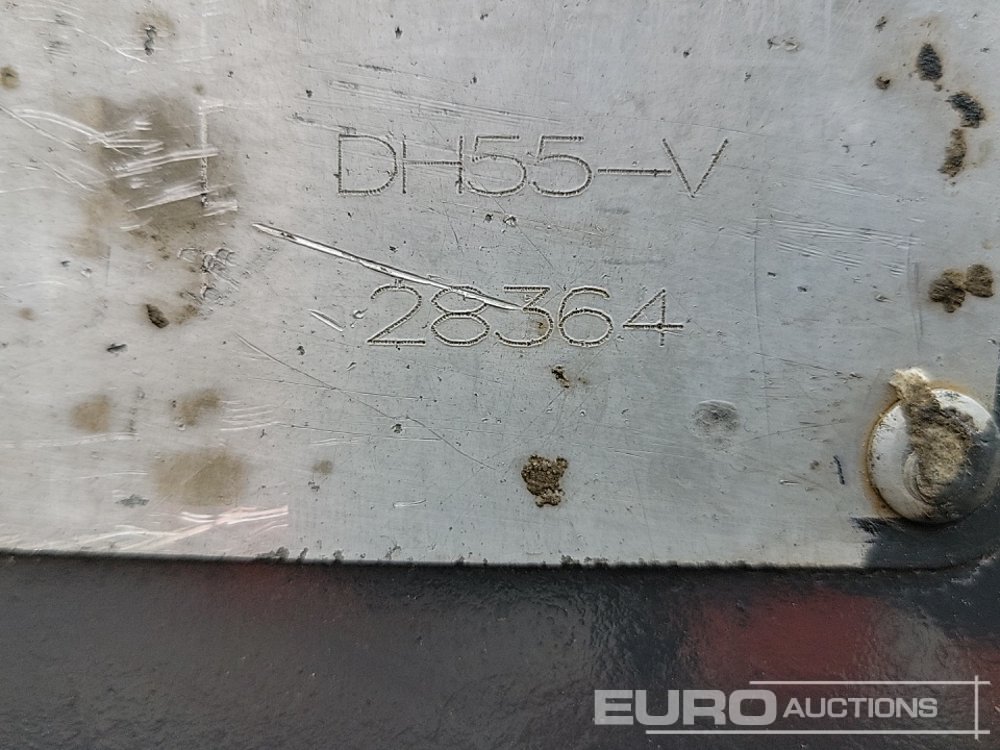 DH55-V
28364
EURO AUCTIONS